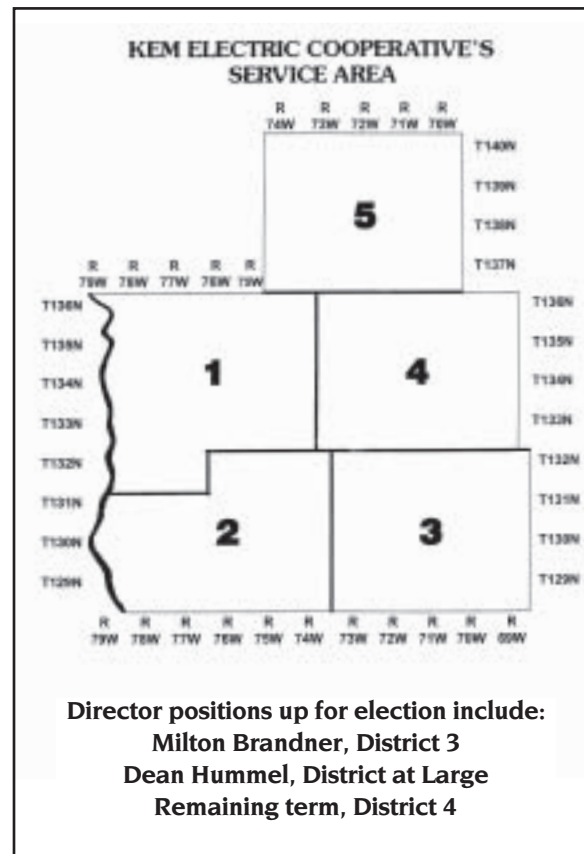 KEM ELECTRIC COOPERATIVE'S
SERVICE AREA
R R R R R
74W 73W 72W 71W 70W
T140N
T139N
5
T138N
T137N
R R R R R
79W 78W 77W 76W 75W
T136N T136N
T135N T135N
1 4
T134N T134N
T133N T133N
T132N T132N
T131N T131N
2 3
T130N T130N
T129N T129N
R R R R R R R R R R R
79W 78W 77W 76W 75W 74W 73W 72W 71W 70W 69W
Director positions up for election include:
Milton Brandner, District 3
Dean Hummel, District at Large
Remaining term, District 4